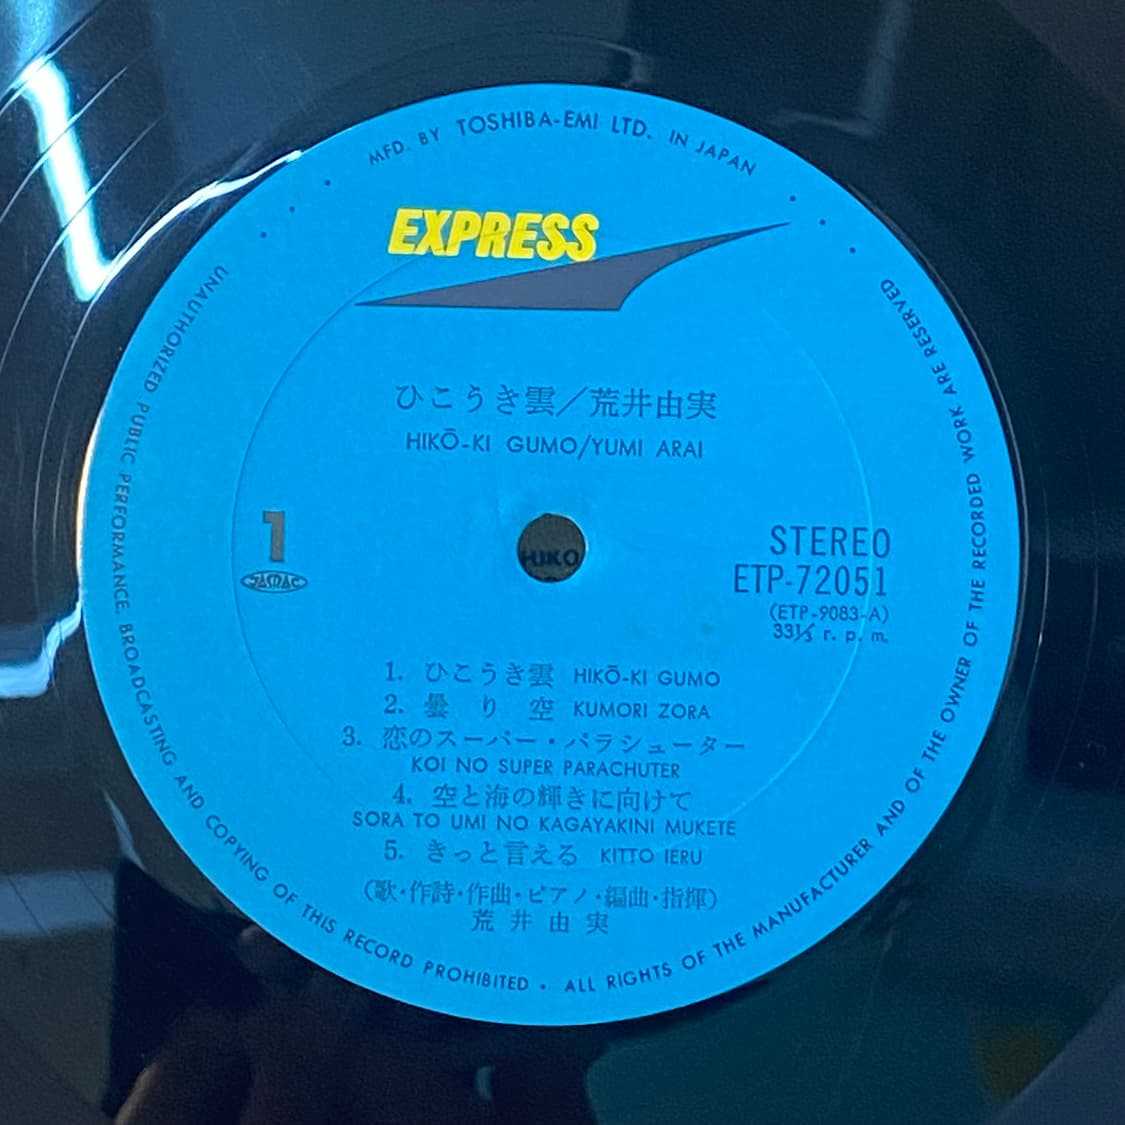 MFD. BY TOSHIBA-EMI LTD. IN JAPAN
EXPRESS
ひこうき雲／荒井由実
HIKŌ-KI GUMO/YUMI ARAI
1
JASRAC
HIKO
STEREO
ETP-72051
(ETP-9083-A)
33⅓ r. p. m.
1. ひこうき雲 HIKŌ-KI GUMO
2. 曇り空 KUMORI ZORA
3. 恋のスーパー・パラシューター
KOI NO SUPER PARACHUTER
4. 空と海の輝きに向けて
SORA TO UMI NO KAGAYAKINI MUKETE
5. きっと言える KITTO IERU
(歌・作詩・作曲・ピアノ・編曲・指揮)
荒井由実
UNAUTHORIZED PUBLIC PERFORMANCE, BROADCASTING AND COPYING OF THIS RECORD PROHIBITED • ALL RIGHTS OF THE MANUFACTURER AND OF THE OWNER OF THE RECORDED WORK ARE RESERVED